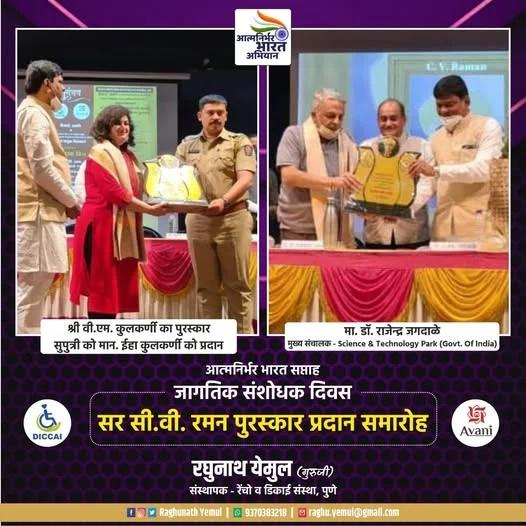 आत्मनिर्भर
भारत
अभियान
C. V. Raman
श्री वी.एम. कुलकर्णी का पुरस्कार
सुपुत्री को मान. ईहा कुलकर्णी को प्रदान
मा. डॉ. राजेन्द्र जगदाळे
मुख्य संचालक - Science & Technology Park (Govt. Of India)
आत्मनिर्भर भारत सप्ताह
जागतिक संशोधक दिवस
सर सी.वी. रमन पुरस्कार प्रदान समारोह
DICCAI
Avani
रघुनाथ येमुल (गुरुजी)
संस्थापक - रेंचो व डिकाई संस्था, पुणे
Raghunath Yemul | 9370383218 | raghu.yemul@gmail.com